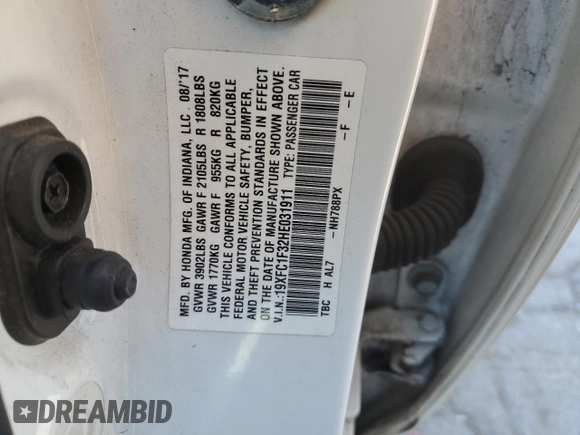 MFD. BY HONDA MFG. OF INDIANA, LLC. 08/'17
GVWR 3902LBS GAWR F 2105LBS R 1808LBS
GVWR 1770KG GAWR F 955KG R 820KG
THIS VEHICLE CONFORMS TO ALL APPLICABLE
FEDERAL MOTOR VEHICLE SAFETY, BUMPER,
AND THEFT PREVENTION STANDARDS IN EFFECT
ON THE DATE OF MANUFACTURE SHOWN ABOVE.
V.I.N.:19XFC1F32HE031911 TYPE: PASSENGER CAR
TBC H AL7 -NH788PX -F -E
DREAMBID